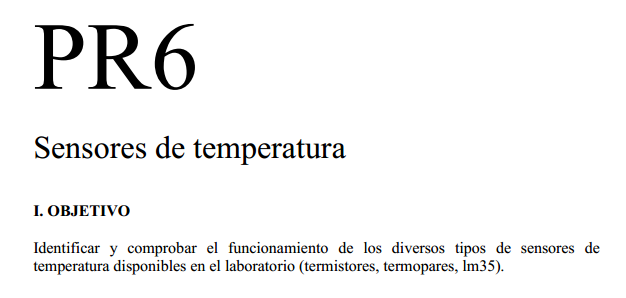 PR6
Sensores de temperatura
I. OBJETIVO
Identificar y comprobar el funcionamiento de los diversos tipos de sensores de
temperatura disponibles en el laboratorio (termistores, termopares, lm35).